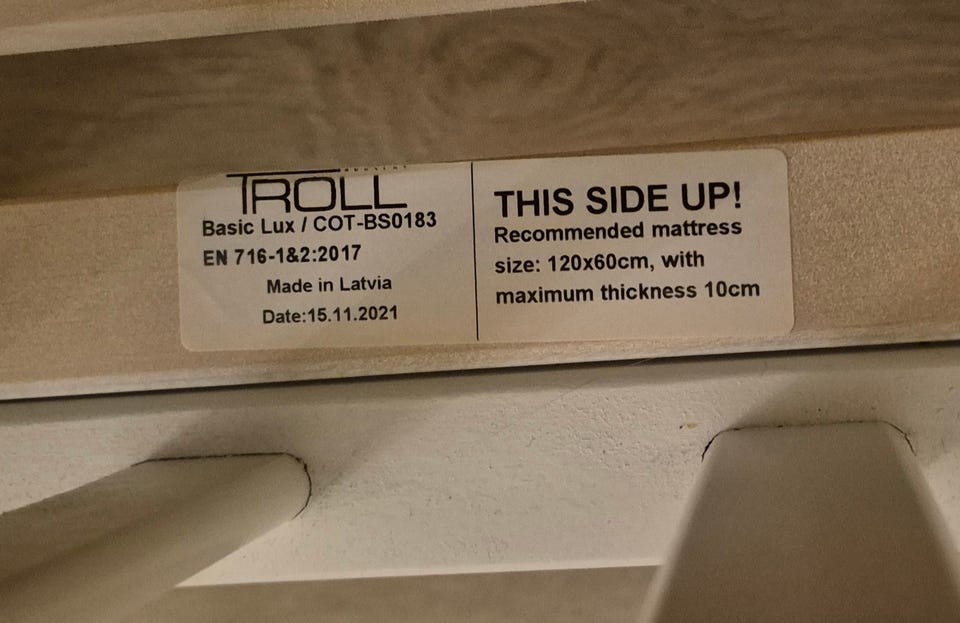 TROLL
Basic Lux / COT-BS0183
EN 716-1&2:2017
Made in Latvia
Date:15.11.2021
THIS SIDE UP!
Recommended mattress
size: 120x60cm, with
maximum thickness 10cm